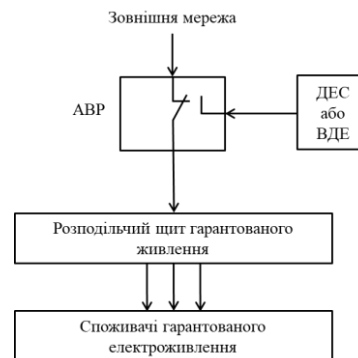 Зовнішня мережа
АВР
ДЕС
або
ВДЕ
Розподільчий щит гарантованого
живлення
Споживачі гарантованого
електроживлення